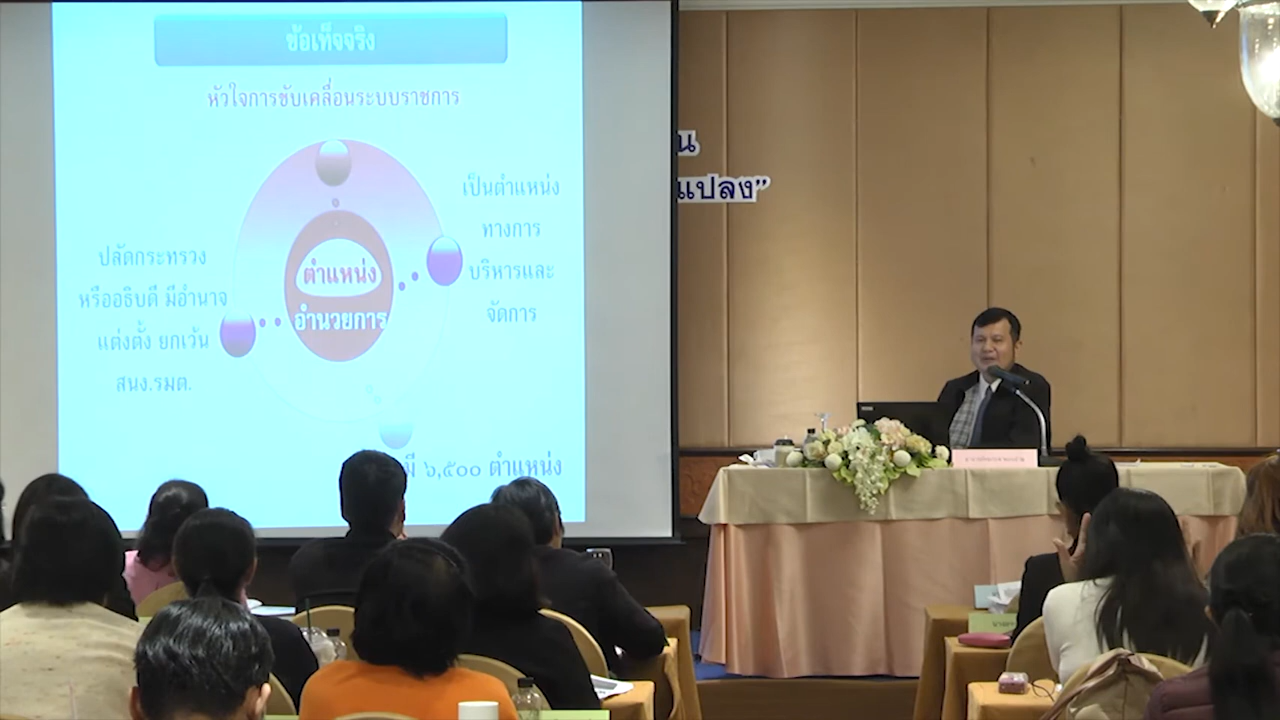 ข้อเท็จจริง
หัวใจการขับเคลื่อนระบบราชการ
เป็นตำแหน่ง
ทางการ
บริหารและ
จัดการ
ปลัดกระทรวง
หรืออธิบดี มีอำนาจ
แต่งตั้ง ยกเว้น
สนง.รมต.
ตำแหน่ง
อำนวยการ
มี ๖,๕๐๐ ตำแหน่ง
น
แปลง”